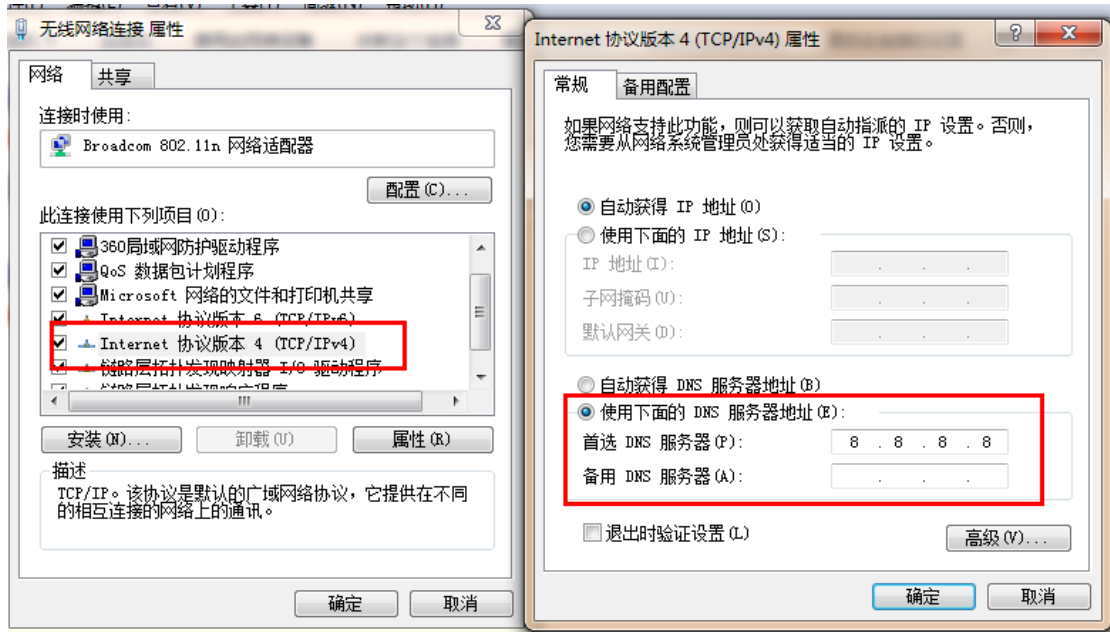 无线网络连接 属性
网络
共享
连接时使用:
Broadcom 802.11n 网络适配器
配置(C)...
此连接使用下列项目(O):
360局域网防护驱动程序
QoS 数据包计划程序
Microsoft 网络的文件和打印机共享
Internet 协议版本 6 (TCP/IPv6)
Internet 协议版本 4 (TCP/IPv4)
链路层拓扑发现映射器 I/O 驱动程序
链路层拓扑发现响应程序
安装(N)...
卸载(U)
属性(R)
描述
TCP/IP。该协议是默认的广域网络协议，它提供在不同
的相互连接的网络上的通讯。
确定
取消
Internet 协议版本 4 (TCP/IPv4) 属性
常规
备用配置
如果网络支持此功能，则可以获取自动指派的 IP 设置。否则，
您需要从网络系统管理员处获得适当的 IP 设置。
自动获得 IP 地址(O)
使用下面的 IP 地址(S):
IP 地址(I):
子网掩码(U):
默认网关(D):
自动获得 DNS 服务器地址(B)
使用下面的 DNS 服务器地址(E):
首选 DNS 服务器(P):
8 . 8 . 8 . 8
备用 DNS 服务器(A):
退出时验证设置(L)
高级(V)...
确定
取消